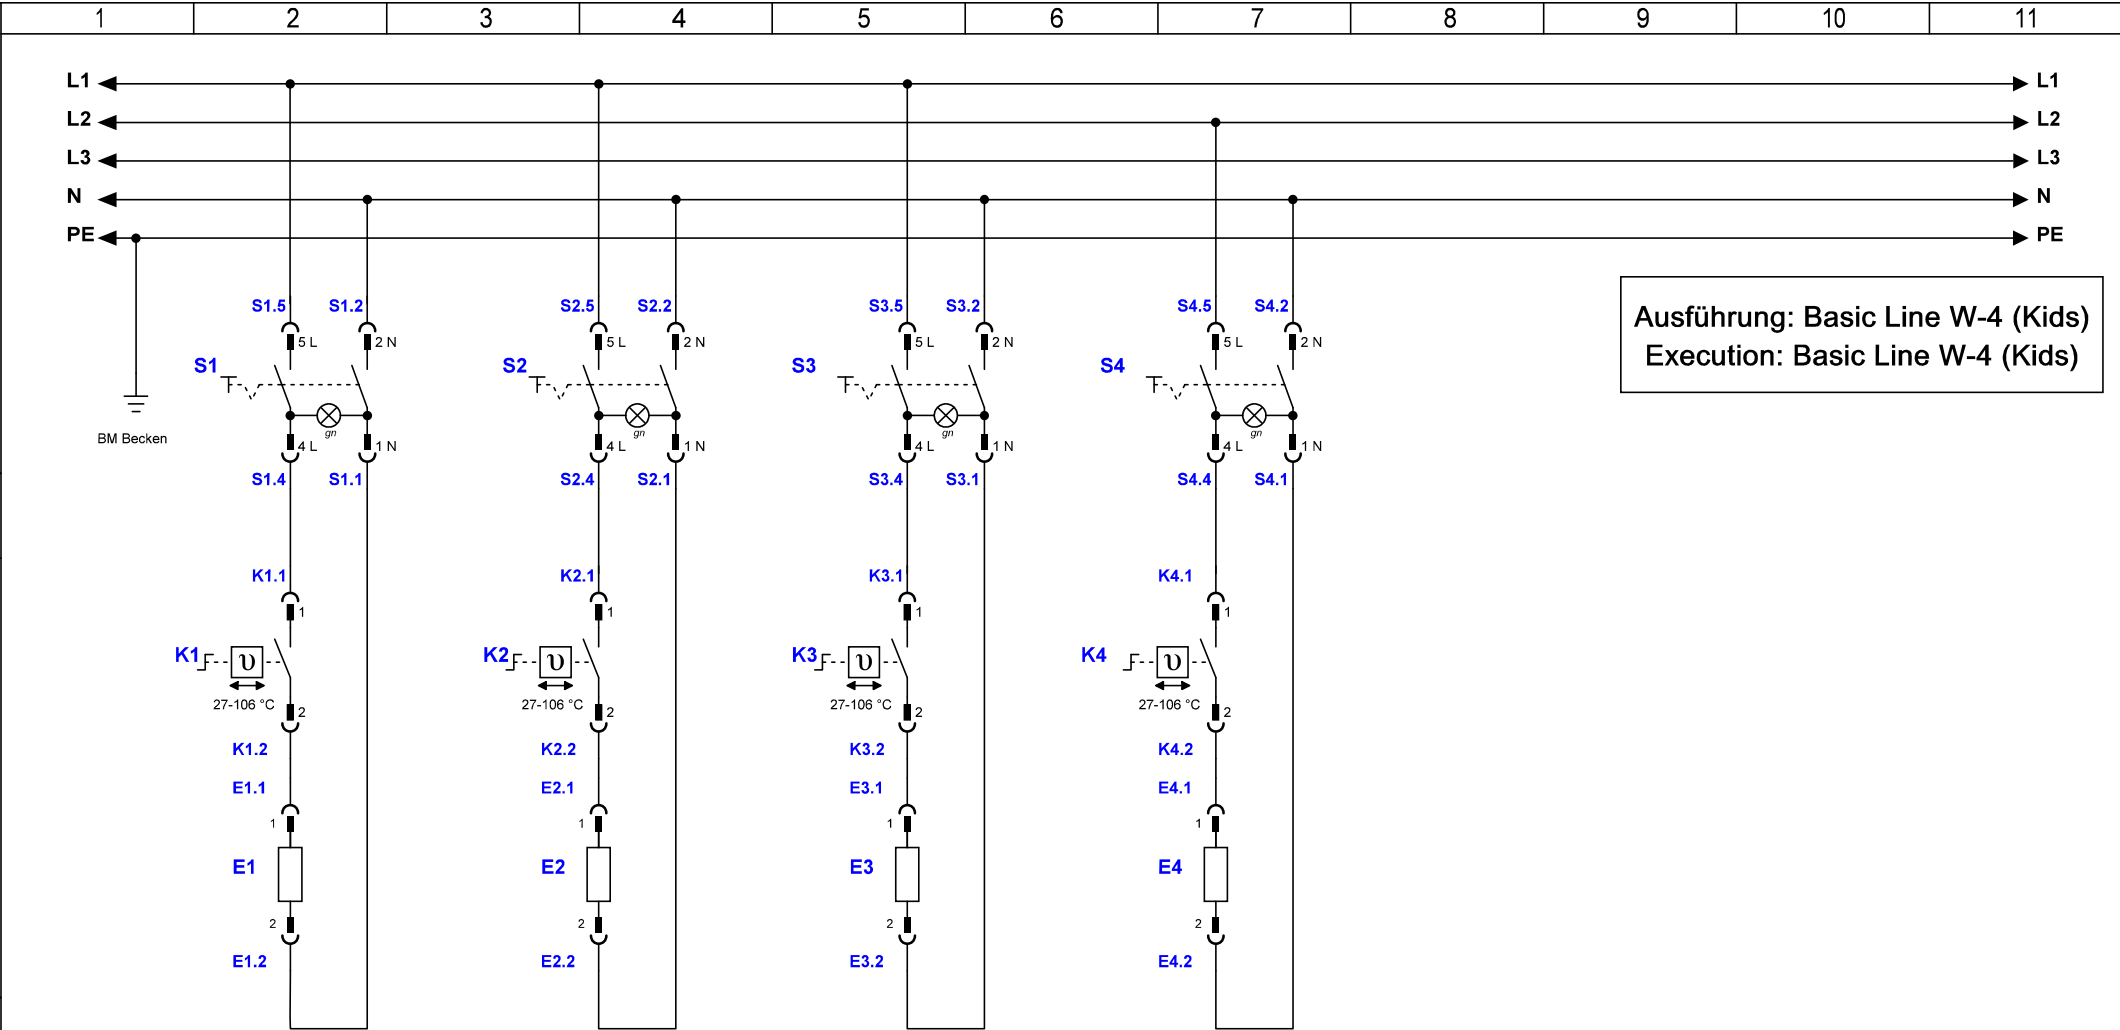 1 2 3 4 5 6 7 8 9 10 11
L1 L1
L2 L2
L3 L3
N N
PE PE
Ausführung: Basic Line W-4 (Kids)
Execution: Basic Line W-4 (Kids)
S1.5 S1.2 S2.5 S2.2 S3.5 S3.2 S4.5 S4.2
5 L 2 N 5 L 2 N 5 L 2 N 5 L 2 N
S1 S2 S3 S4
gn gn gn gn
BM Becken
4 L 1 N 4 L 1 N 4 L 1 N 4 L 1 N
S1.4 S1.1 S2.4 S2.1 S3.4 S3.1 S4.4 S4.1
K1.1 K2.1 K3.1 K4.1
1 1 1 1
K1 υ K2 υ K3 υ K4 υ
27-106 °C 2 27-106 °C 2 27-106 °C 2 27-106 °C 2
K1.2 K2.2 K3.2 K4.2
E1.1 E2.1 E3.1 E4.1
1 1 1 1
E1 E2 E3 E4
2 2 2 2
E1.2 E2.2 E3.2 E4.2